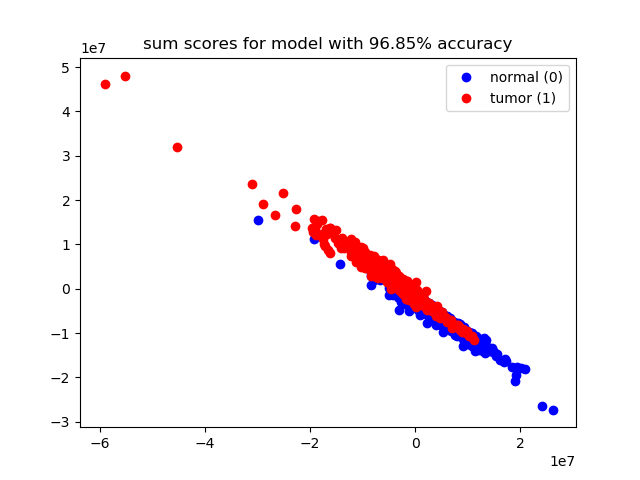 sum scores for model with 96.85% accuracy
1e7
normal (0)
tumor (1)
5
4
3
2
1
0
−1
−2
−3
−6
−4
−2
0
2
1e7